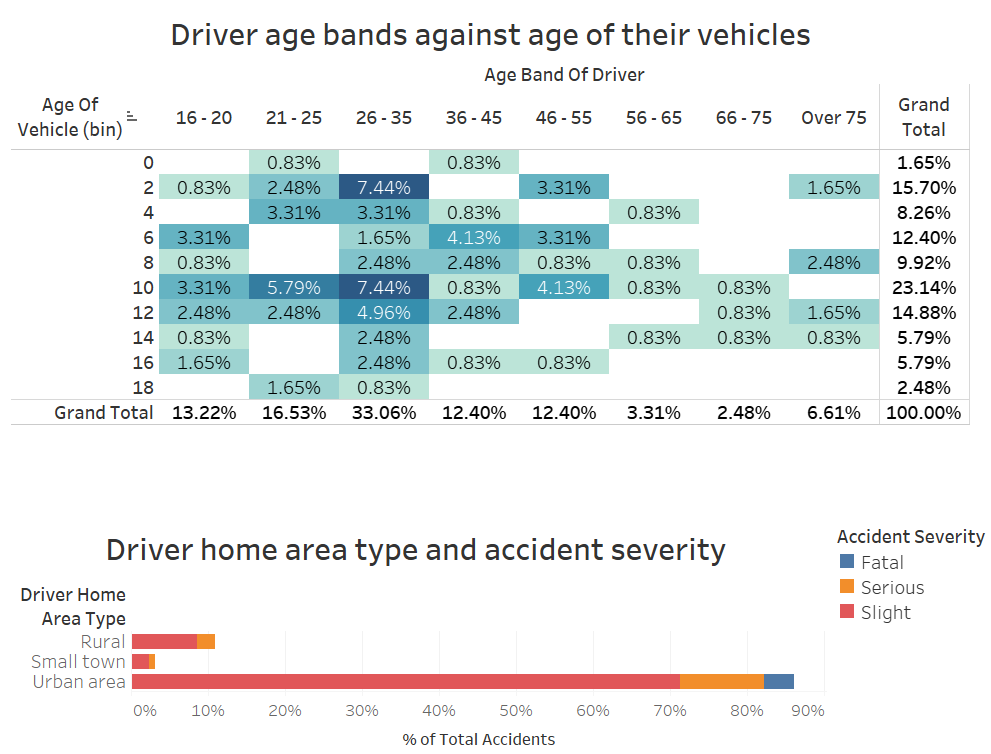 Driver age bands against age of their vehicles
Age Band Of Driver
Age Of
Vehicle (bin)
16 - 20 21 - 25 26 - 35 36 - 45 46 - 55 56 - 65 66 - 75 Over 75 Grand
Total
0 0.83% 0.83% 1.65%
2 0.83% 2.48% 7.44% 3.31% 1.65% 15.70%
4 3.31% 3.31% 0.83% 0.83% 8.26%
6 3.31% 1.65% 4.13% 3.31% 12.40%
8 0.83% 2.48% 2.48% 0.83% 0.83% 2.48% 9.92%
10 3.31% 5.79% 7.44% 0.83% 4.13% 0.83% 0.83% 23.14%
12 2.48% 2.48% 4.96% 2.48% 0.83% 1.65% 14.88%
14 0.83% 2.48% 0.83% 0.83% 0.83% 5.79%
16 1.65% 2.48% 0.83% 0.83% 5.79%
18 1.65% 0.83% 2.48%
Grand Total 13.22% 16.53% 33.06% 12.40% 12.40% 3.31% 2.48% 6.61% 100.00%
Driver home area type and accident severity
Accident Severity
Fatal
Serious
Slight
Driver Home
Area Type
Rural
Small town
Urban area
0% 10% 20% 30% 40% 50% 60% 70% 80% 90%
% of Total Accidents